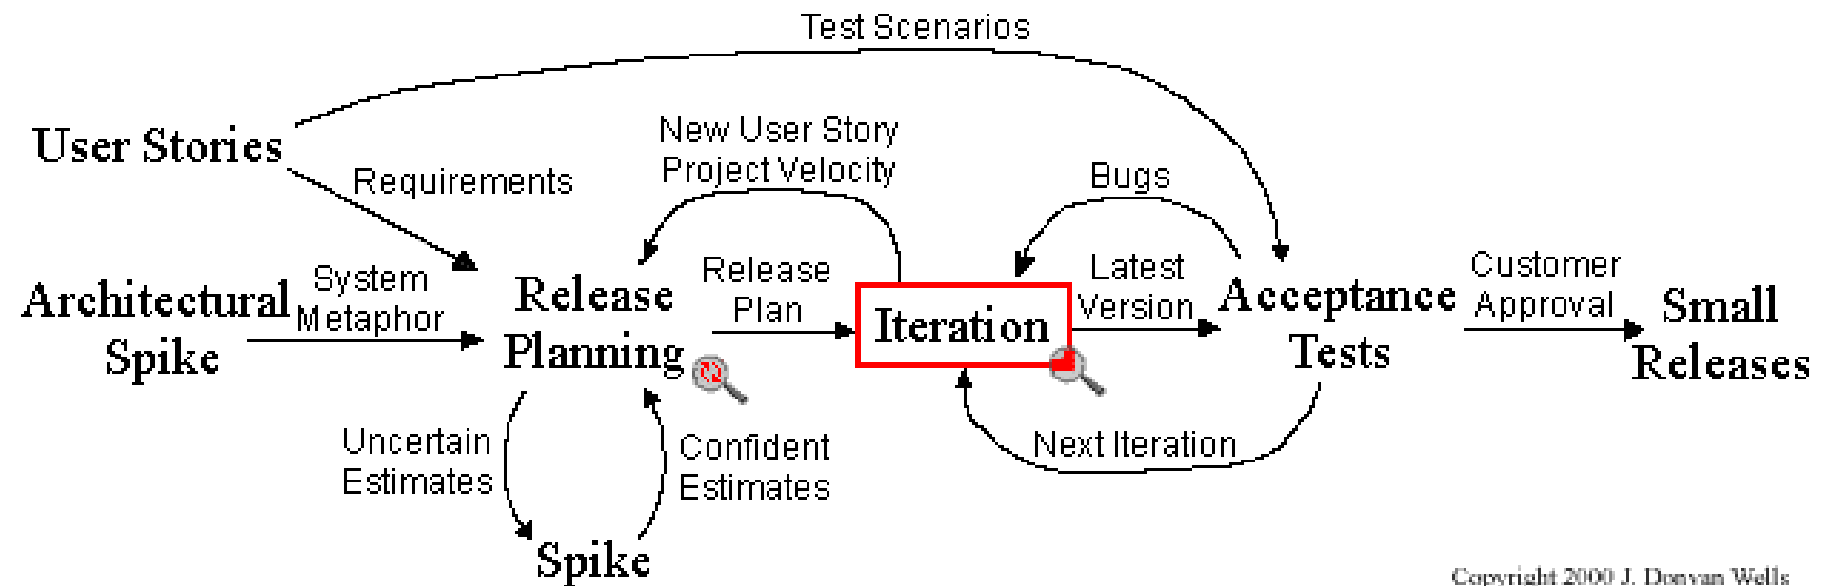 Test Scenarios
User Stories
New User Story
Project Velocity
Requirements
Bugs
Architectural
Spike
System
Metaphor
Release
Planning
Release
Plan
Iteration
Latest
Version
Acceptance
Tests
Customer
Approval
Small
Releases
Uncertain
Estimates
Confident
Estimates
Next Iteration
Spike
Copyright 2000 J. Donvan Wells